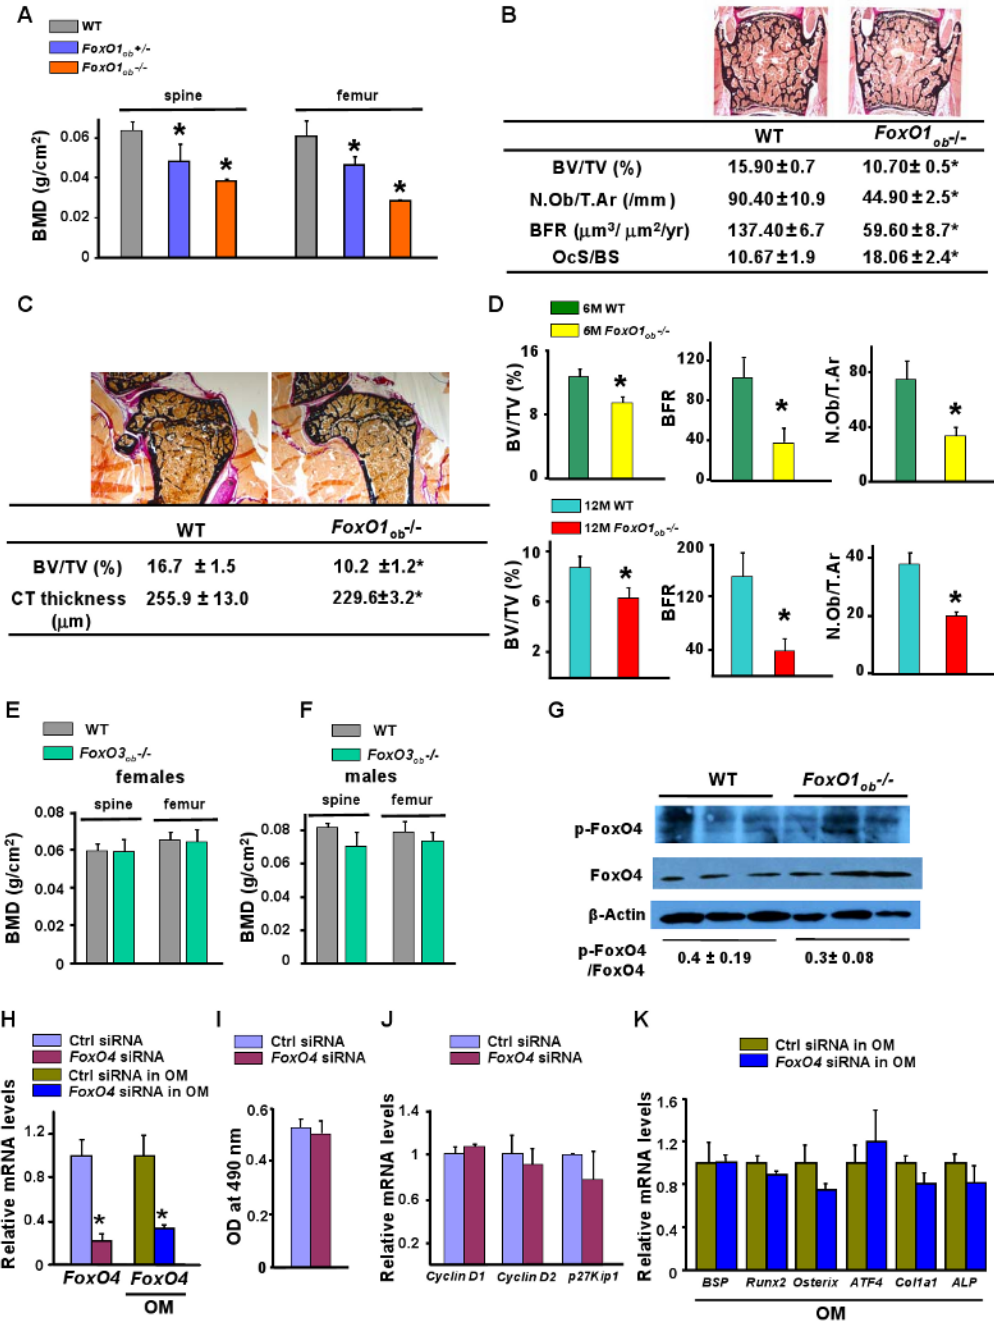 A
WT
FoxO1ob+/-
FoxO1ob-/-
spine
femur
BMD (g/cm2)
0.06
0.04
0.02
0
*
*
*
*
B
WT
FoxO1ob-/-
BV/TV (%)
15.90±0.7
10.70±0.5*
N.Ob/T.Ar (/mm)
90.40±10.9
44.90±2.5*
BFR (μm3/ μm2/yr)
137.40±6.7
59.60±8.7*
OcS/BS
10.67±1.9
18.06±2.4*
C
WT
FoxO1ob-/-
BV/TV (%)
16.7 ±1.5
10.2 ±1.2*
CT thickness
(μm)
255.9 ±13.0
229.6±3.2*
D
6M WT
6M FoxO1ob-/-
BV/TV (%)
16
8
0
*
BFR
120
80
40
0
*
N.Ob/T.Ar
80
40
0
*
12M WT
12M FoxO1ob-/-
BV/TV (%)
10
6
2
*
BFR
200
120
40
*
N.Ob/T.Ar
40
20
0
*
E
WT
FoxO3ob-/-
females
spine
femur
BMD (g/cm2)
0.08
0.06
0.04
0.02
0
F
WT
FoxO3ob-/-
males
spine
femur
BMD (g/cm2)
0.08
0.06
0.04
0.02
0
G
WT
FoxO1ob-/-
p-FoxO4
FoxO4
β-Actin
p-FoxO4
/FoxO4
0.4 ± 0.19
0.3± 0.08
H
Ctrl siRNA
FoxO4 siRNA
Ctrl siRNA in OM
FoxO4 siRNA in OM
Relative mRNA levels
1.2
0.8
0.4
0
*
*
FoxO4
FoxO4
OM
I
Ctrl siRNA
FoxO4 siRNA
OD at 490 nm
0.6
0.4
0.2
0
J
Ctrl siRNA
FoxO4 siRNA
Relative mRNA levels
1.4
1
0.6
0.2
Cyclin D1
Cyclin D2
p27Kip1
K
Ctrl siRNA in OM
FoxO4 siRNA in OM
Relative mRNA levels
1.6
1.2
0.8
0.4
0
BSP
Runx2
Osterix
ATF4
Col1a1
ALP
OM